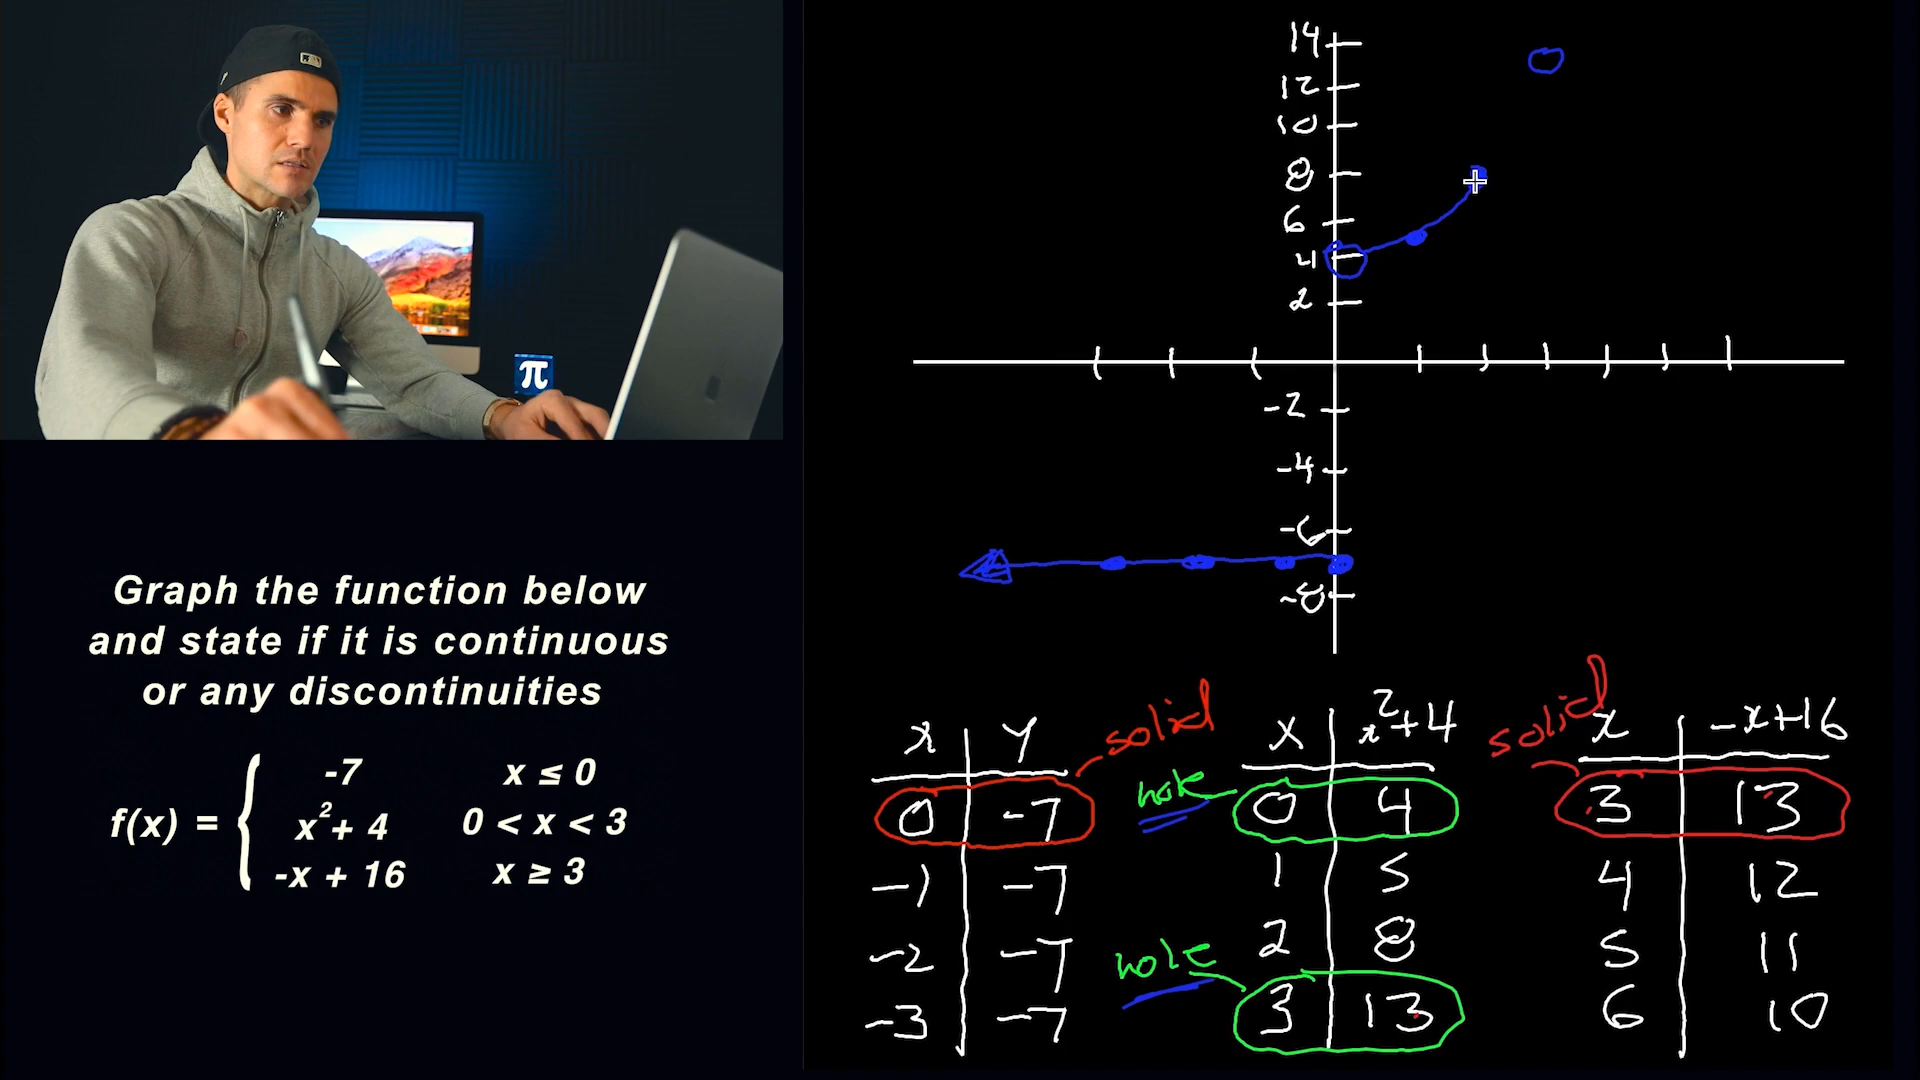 π
Graph the function below
and state if it is continuous
or any discontinuities
f(x) = { -7 x ≤ 0
x²+ 4 0 < x < 3
-x + 16 x ≥ 3
14
12
10
8
6
4
2
-2
-4
-6
-8
solid
x y
0 -7
-1 -7
-2 -7
-3 -7
hole
hole
x x²+4
0 4
1 5
2 8
3 13
solid
x -x+16
3 13
4 12
5 11
6 10